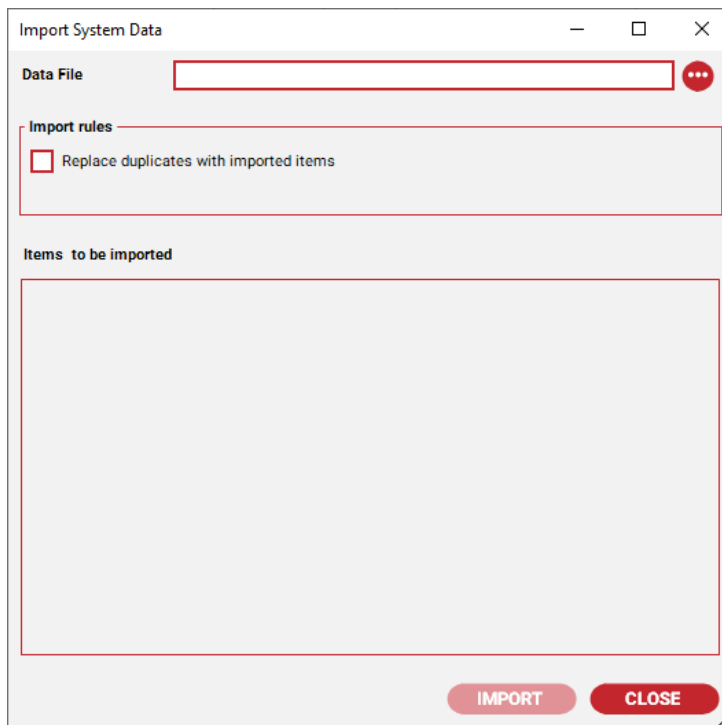 Import System Data
Data File
Import rules
Replace duplicates with imported items
Items to be imported
IMPORT CLOSE